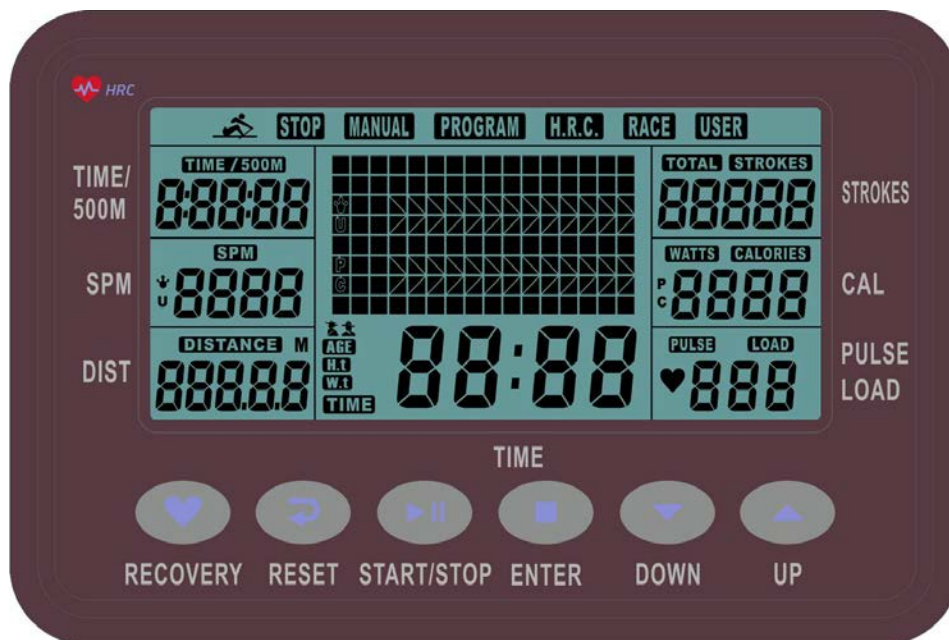 HRC
STOP MANUAL PROGRAM H.R.C. RACE USER
TIME/
500M
TIME / 500M
8:88:88
U
P
C
TOTAL STROKES
88888
STROKES
SPM
SPM
U
8888
WATTS CALORIES
P
C
8888
CAL
DIST
DISTANCE M
888.8.8
AGE
H.t
W.t
TIME
88:88
PULSE LOAD
888
PULSE
LOAD
TIME
RECOVERY RESET START/STOP ENTER DOWN UP